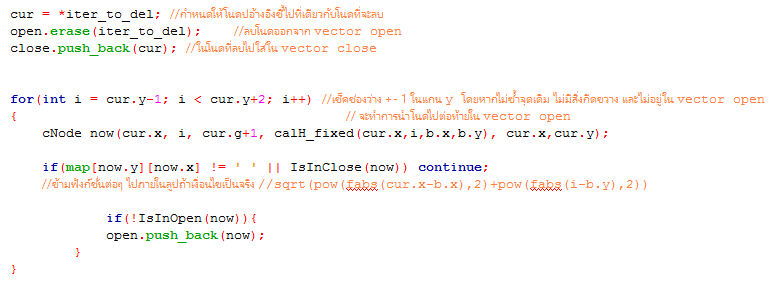 cur = *iter_to_del; //กำหนดให้โนดปอ้างอิงชี้ไปที่เดียวกับโนดที่จะลบ
open.erase(iter_to_del); //ลบโนดออกจาก vector open
close.push_back(cur); //ในโนดที่ลบไปใส่ใน vector close
for(int i = cur.y-1; i < cur.y+2; i++) //เช็คช่องว่าง +- 1 ในแกน y โดยหากไม่ซ้ำจุดเดิม ไม่มีสิ่งกีดขวาง และไม่อยู่ใน vector open
{ // จะทำการนำโนดไปต่อท้ายใน vector open
cNode now(cur.x, i, cur.g+1, calH_fixed(cur.x,i,b.x,b.y), cur.x,cur.y);
if(map[now.y][now.x] != ' ' || IsInClose(now)) continue;
//ข้ามฟังก์ชั่นต่อๆ ไปภายในลูปถ้าเงื่อนไขเป็นจริง //sqrt(pow(fabs(cur.x-b.x),2)+pow(fabs(i-b.y),2))
if(!IsInOpen(now)){
open.push_back(now);
}
}